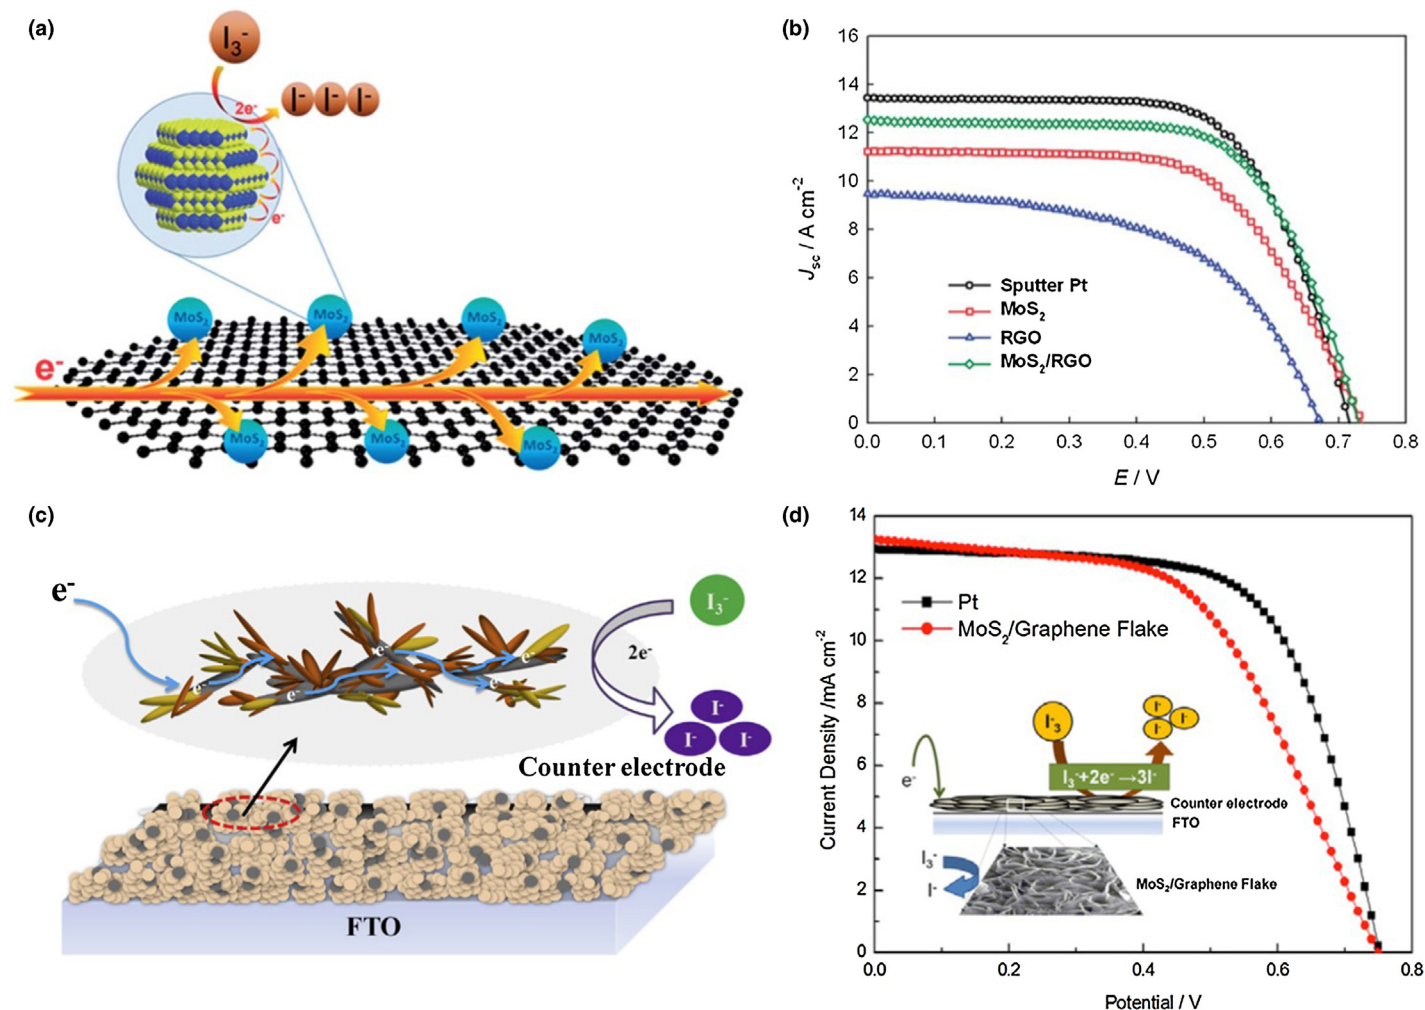 (a)
I₃⁻
2e⁻
I⁻ I⁻ I⁻
e⁻
MoS₂
MoS₂
MoS₂
MoS₂
e⁻
MoS₂
MoS₂
MoS₂
(b)
16
14
12
10
8
6
4
2
0
Jsc / A cm⁻²
Sputter Pt
MoS₂
RGO
MoS₂/RGO
0.0 0.1 0.2 0.3 0.4 0.5 0.6 0.7 0.8
E / V
(c)
e⁻
e⁻
e⁻
e⁻
e⁻
e⁻
I₃⁻
2e⁻
I⁻
I⁻ I⁻
Counter electrode
FTO
(d)
14
12
10
8
6
4
2
0
Current Density /mA cm⁻²
Pt
MoS₂/Graphene Flake
I⁻₃
I⁻
I⁻
I⁻
e⁻
I₃⁻+2e⁻→3I⁻
Counter electrode
FTO
I₃⁻
I⁻
MoS₂/Graphene Flake
0.0 0.2 0.4 0.6 0.8
Potential / V